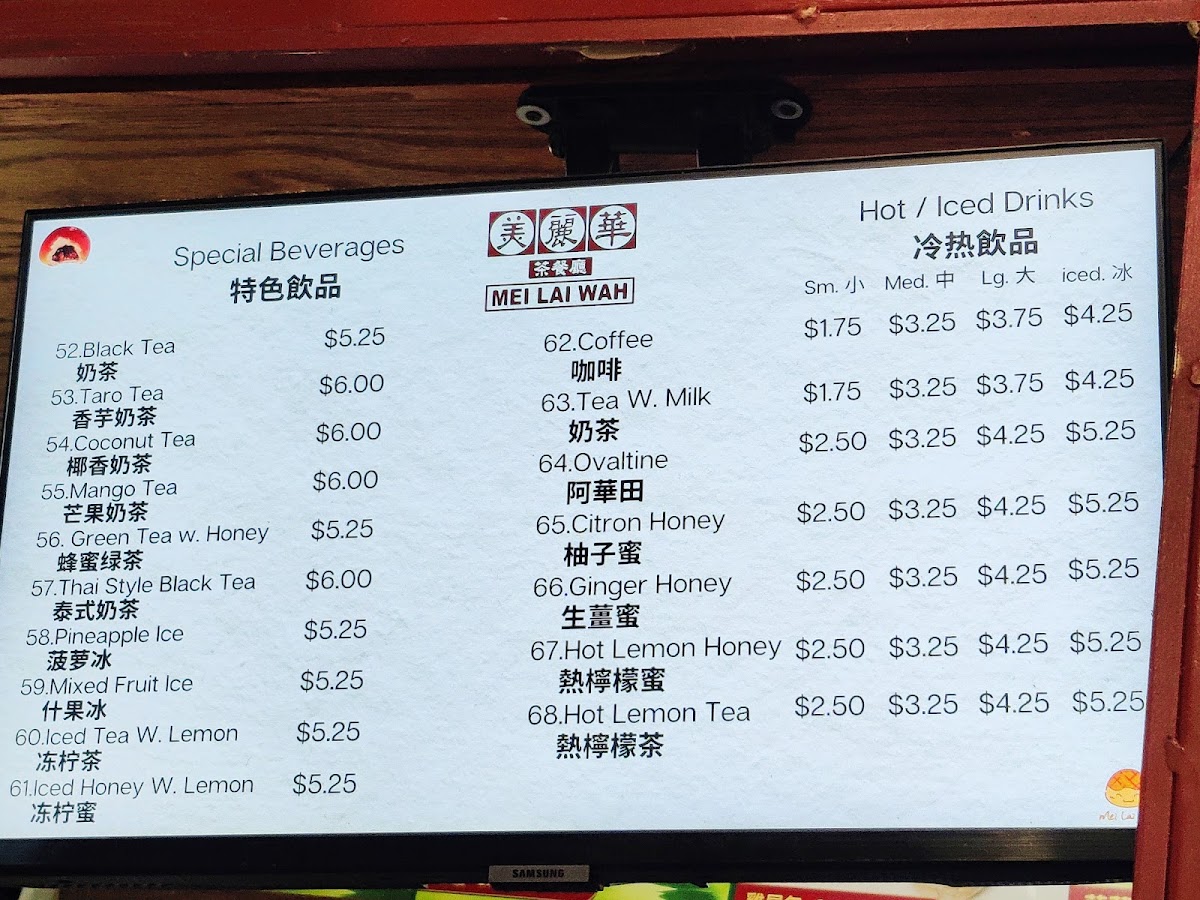 美麗華
茶餐廳
MEI LAI WAH
Special Beverages
特色飲品
52.Black Tea $5.25
奶茶
53.Taro Tea $6.00
香芋奶茶
54.Coconut Tea $6.00
椰香奶茶
55.Mango Tea $6.00
芒果奶茶
56. Green Tea w. Honey $5.25
蜂蜜绿茶
57.Thai Style Black Tea $6.00
泰式奶茶
58.Pineapple Ice $5.25
菠萝冰
59.Mixed Fruit Ice $5.25
什果冰
60.Iced Tea W. Lemon $5.25
冻柠茶
61.Iced Honey W. Lemon $5.25
冻柠蜜
Hot / Iced Drinks
冷热飲品
Sm. 小 Med. 中 Lg. 大 iced. 冰
62.Coffee $1.75 $3.25 $3.75 $4.25
咖啡
63.Tea W. Milk $1.75 $3.25 $3.75 $4.25
奶茶
64.Ovaltine $2.50 $3.25 $4.25 $5.25
阿華田
65.Citron Honey $2.50 $3.25 $4.25 $5.25
柚子蜜
66.Ginger Honey $2.50 $3.25 $4.25 $5.25
生薑蜜
67.Hot Lemon Honey $2.50 $3.25 $4.25 $5.25
熱檸檬蜜
68.Hot Lemon Tea $2.50 $3.25 $4.25 $5.25
熱檸檬茶
Mei Lai
SAMSUNG